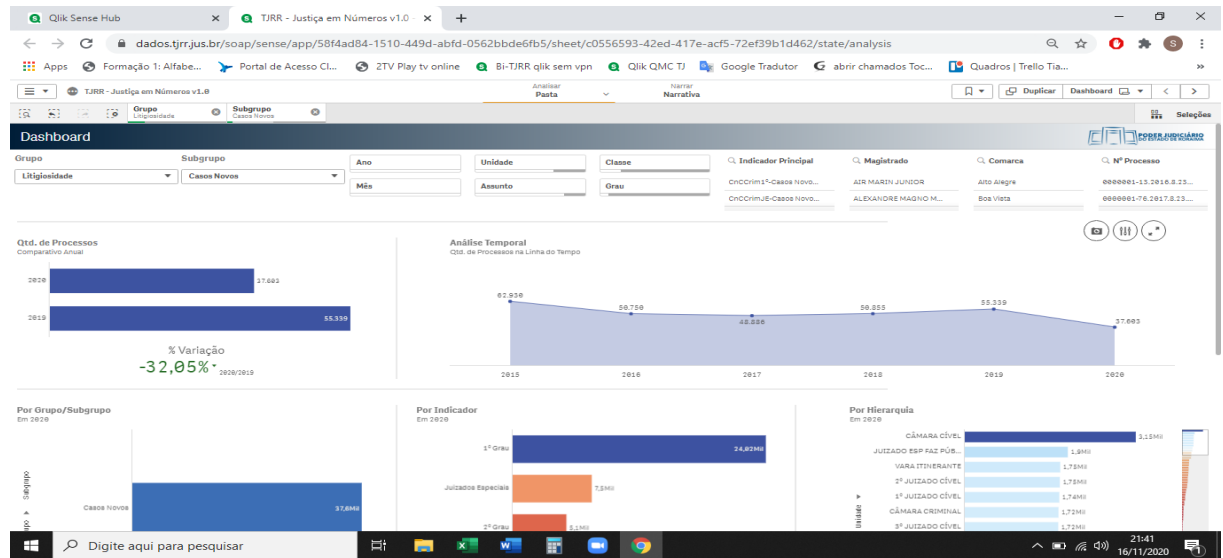 Qlik Sense Hub
TJRR - Justiça em Números v1.0
dados.tjrr.jus.br/soap/sense/app/58f4ad84-1510-449d-abfd-0562bbde6fb5/sheet/c0556593-42ed-417e-acf5-72ef39b1d462/state/analysis
S
Apps Formação 1: Alfabe... Portal de Acesso Cl... 2TV Play tv online Bi-TJRR qlik sem vpn Qlik QMC TJ Google Tradutor abrir chamados Toc... Quadros | Trello Tia... »
TJRR - Justiça em Números v1.0
Analisar
Pasta
Narrar
Narrativa
Duplicar
Dashboard
Grupo
Litigiosidade
Subgrupo
Casos Novos
Seleções
Dashboard
PODER JUDICIÁRIO
DO ESTADO DE RORAIMA
Grupo
Litigiosidade
Subgrupo
Casos Novos
Ano
Mês
Unidade
Assunto
Classe
Grau
Indicador Principal
CnCCrim1º-Casos Novo...
CnCCrimJE-Casos Novo...
Magistrado
AIR MARIN JUNIOR
ALEXANDRE MAGNO M...
Comarca
Alto Alegre
Boa Vista
Nº Processo
0000001-13.2016.8.23....
0000001-76.2017.8.23....
Qtd. de Processos
Comparativo Anual
2020
37.603
2019
55.339
% Variação
-32,05%
2020/2019
Análise Temporal
Qtd. de Processos na Linha do Tempo
62.930
50.750
48.836
50.855
55.339
37.603
2015 2016 2017 2018 2019 2020
Por Grupo/Subgrupo
Em 2020
Subgrupo
Casos Novos
37,6Mil
Por Indicador
Em 2020
1º Grau
24,82Mil
Juizados Especiais
7,5Mil
2º Grau
5,1Mil
Por Hierarquia
Em 2020
Unidade
CÂMARA CÍVEL 3,15Mil
JUIZADO ESP FAZ PÚB... 1,9Mil
VARA ITINERANTE 1,75Mil
2º JUIZADO CÍVEL 1,75Mil
1º JUIZADO CÍVEL 1,74Mil
CÂMARA CRIMINAL 1,72Mil
3º JUIZADO CÍVEL 1,72Mil
Digite aqui para pesquisar
21:41
16/11/2020